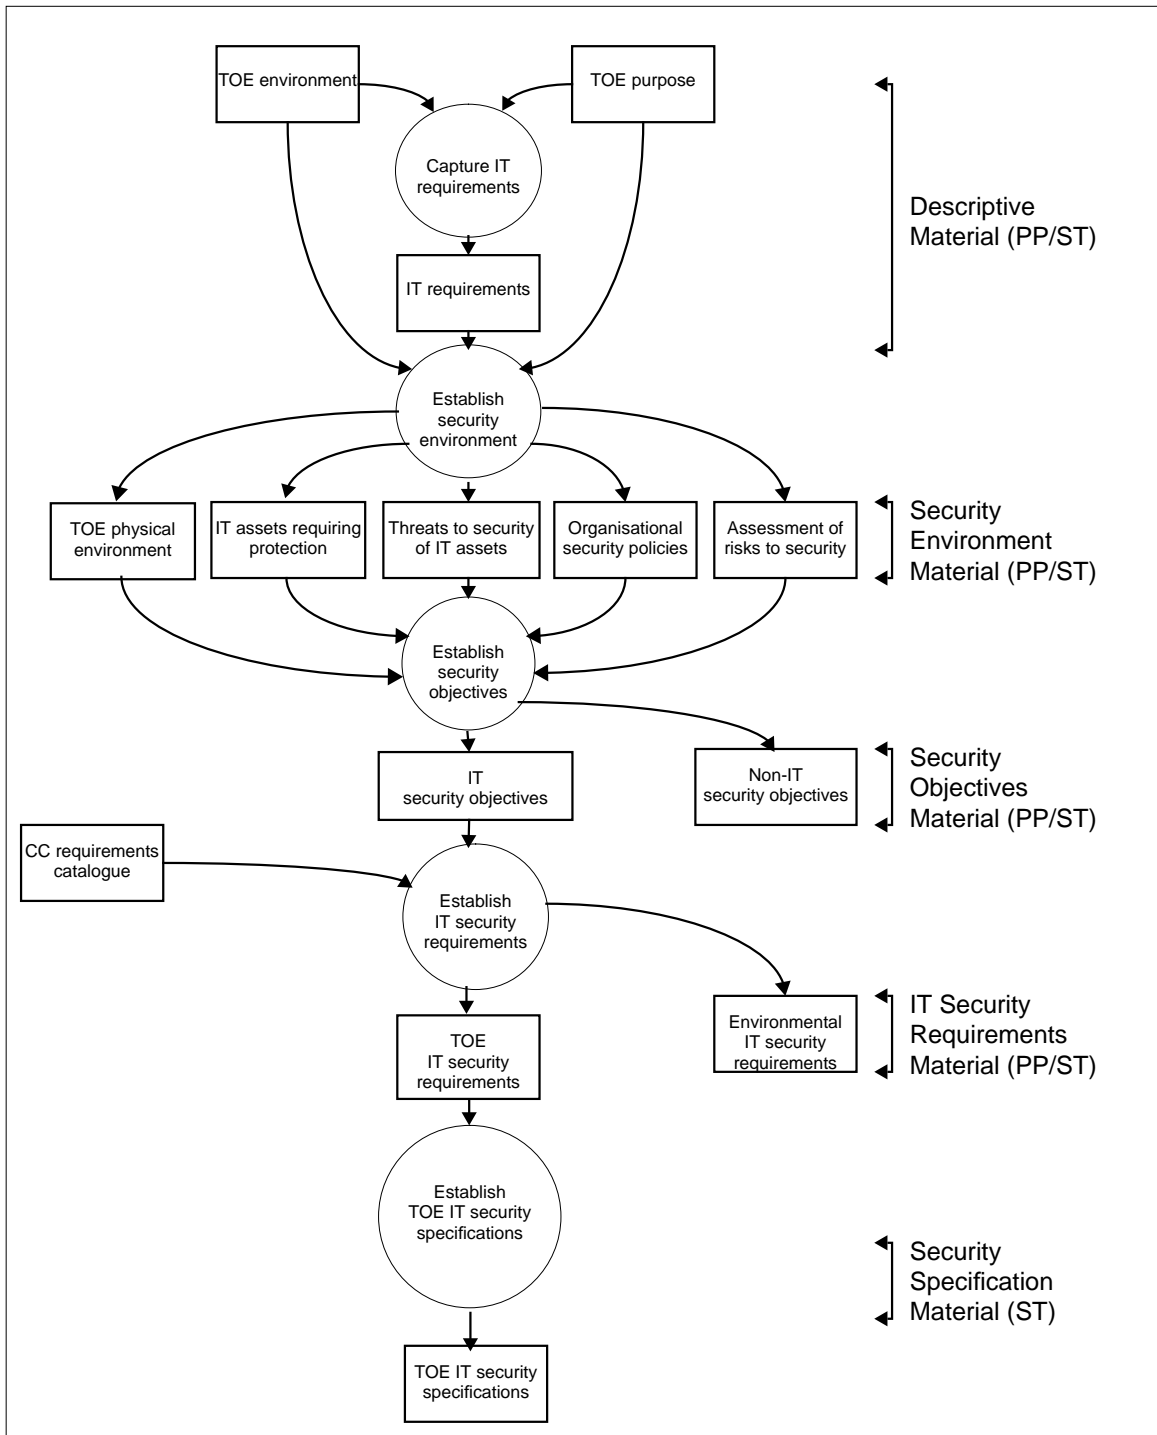 TOE environment
TOE purpose
Capture IT
requirements
Descriptive
Material (PP/ST)
IT requirements
Establish
security
environment
TOE physical
environment
IT assets requiring
protection
Threats to security
of IT assets
Organisational
security policies
Assessment of
risks to security
Security
Environment
Material (PP/ST)
Establish
security
objectives
IT
security objectives
Non-IT
security objectives
Security
Objectives
Material (PP/ST)
CC requirements
catalogue
Establish
IT security
requirements
TOE
IT security
requirements
Environmental
IT security
requirements
IT Security
Requirements
Material (PP/ST)
Establish
TOE IT security
specifications
Security
Specification
Material (ST)
TOE IT security
specifications